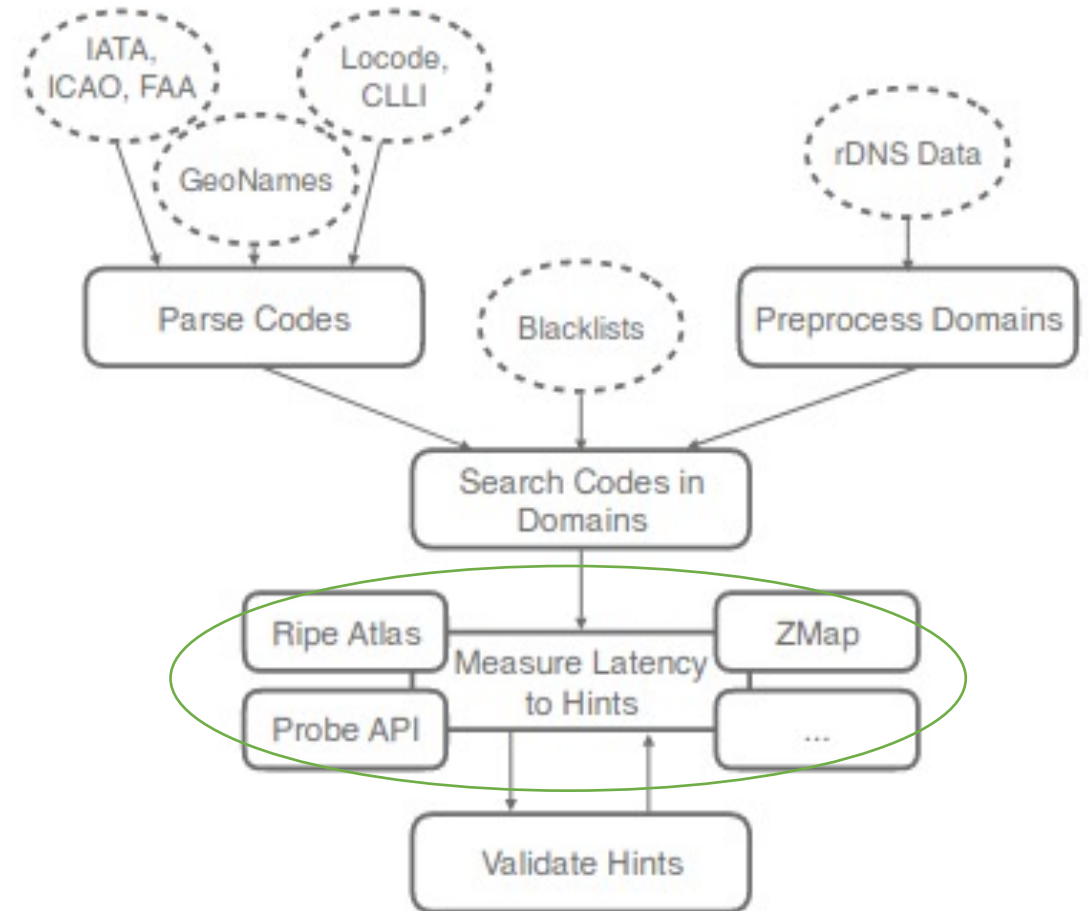 IATA,
ICAO, FAA
Locode,
CLLI
GeoNames
rDNS Data
Parse Codes
Blacklists
Preprocess Domains
Search Codes in
Domains
Ripe Atlas
ZMap
Measure Latency
to Hints
Probe API
...
Validate Hints